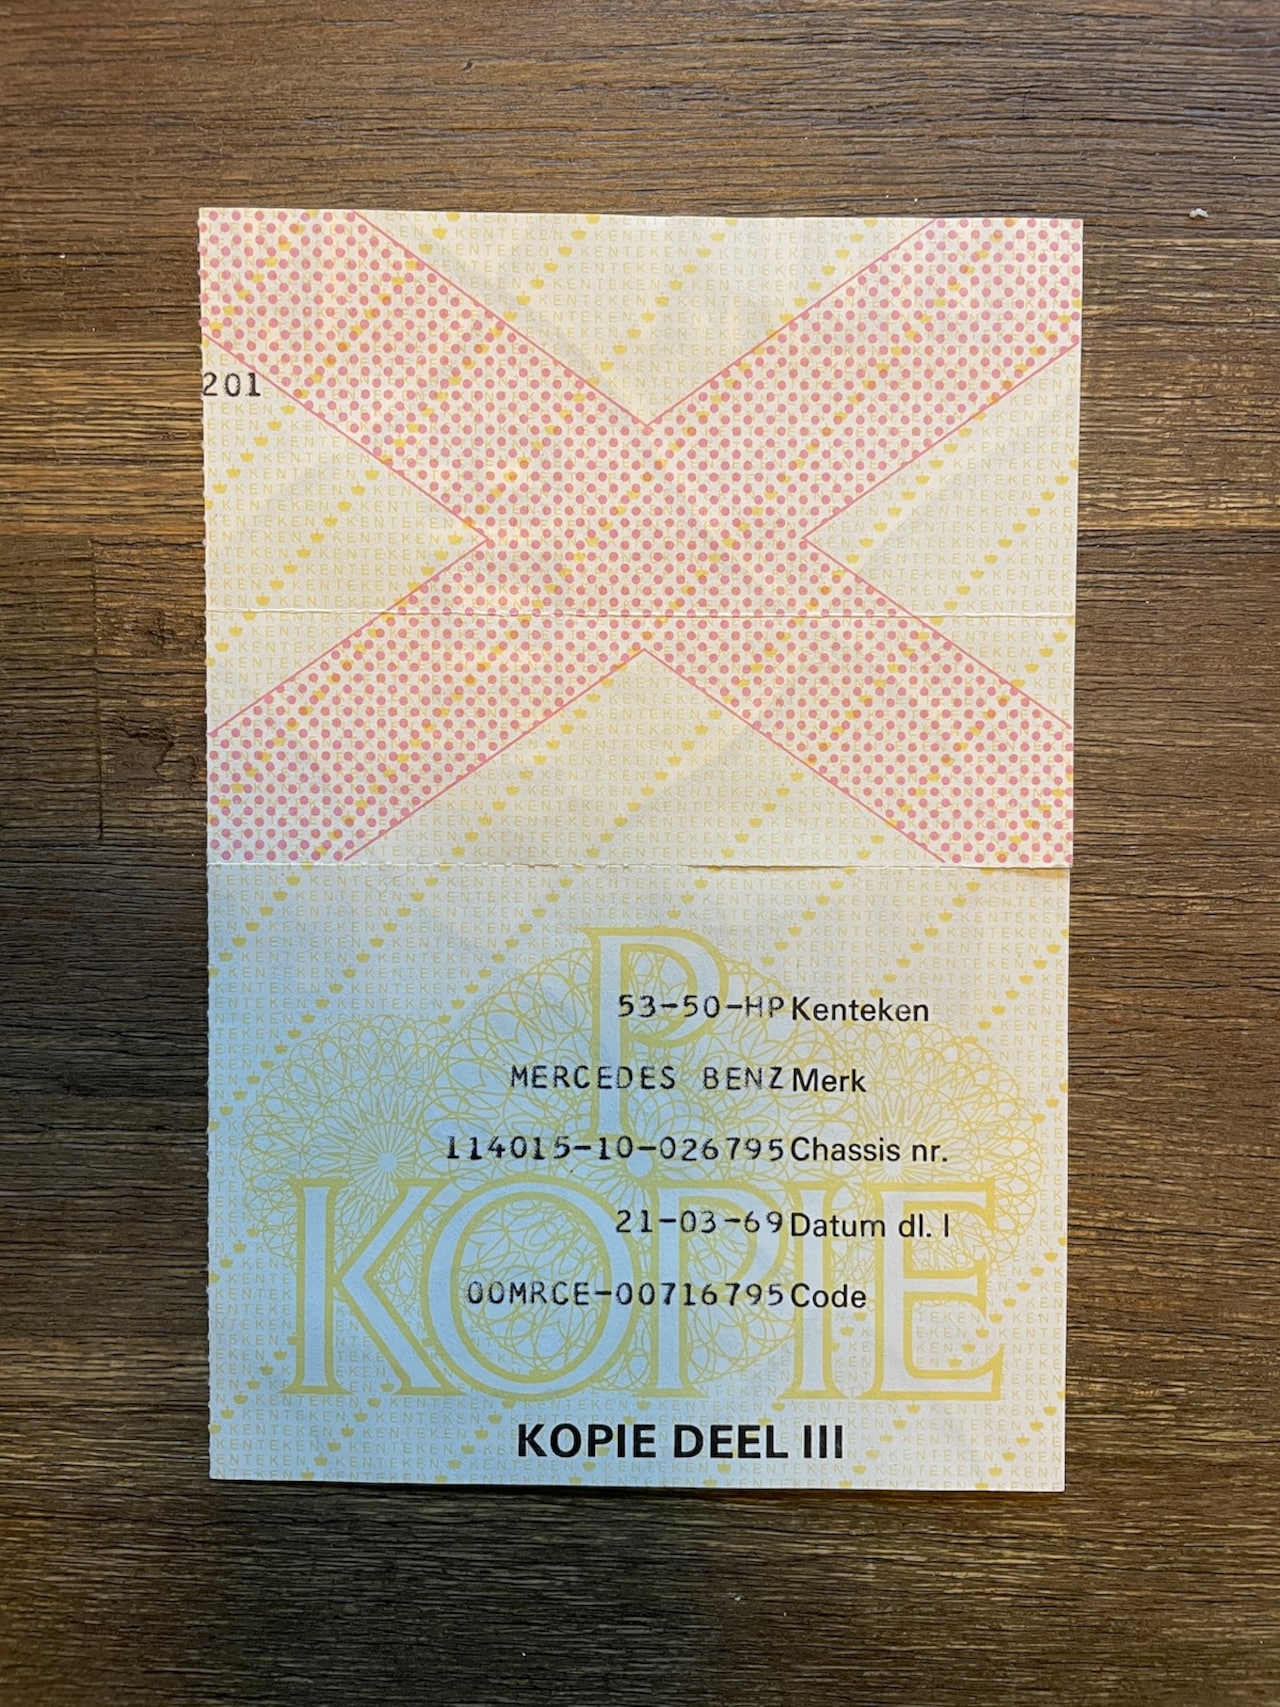 201
P
53-50-HP Kenteken
MERCEDES BENZ Merk
114015-10-026795 Chassis nr.
21-03-69 Datum dl. I
00MRCE-00716795 Code
KOPIE
KOPIE DEEL III